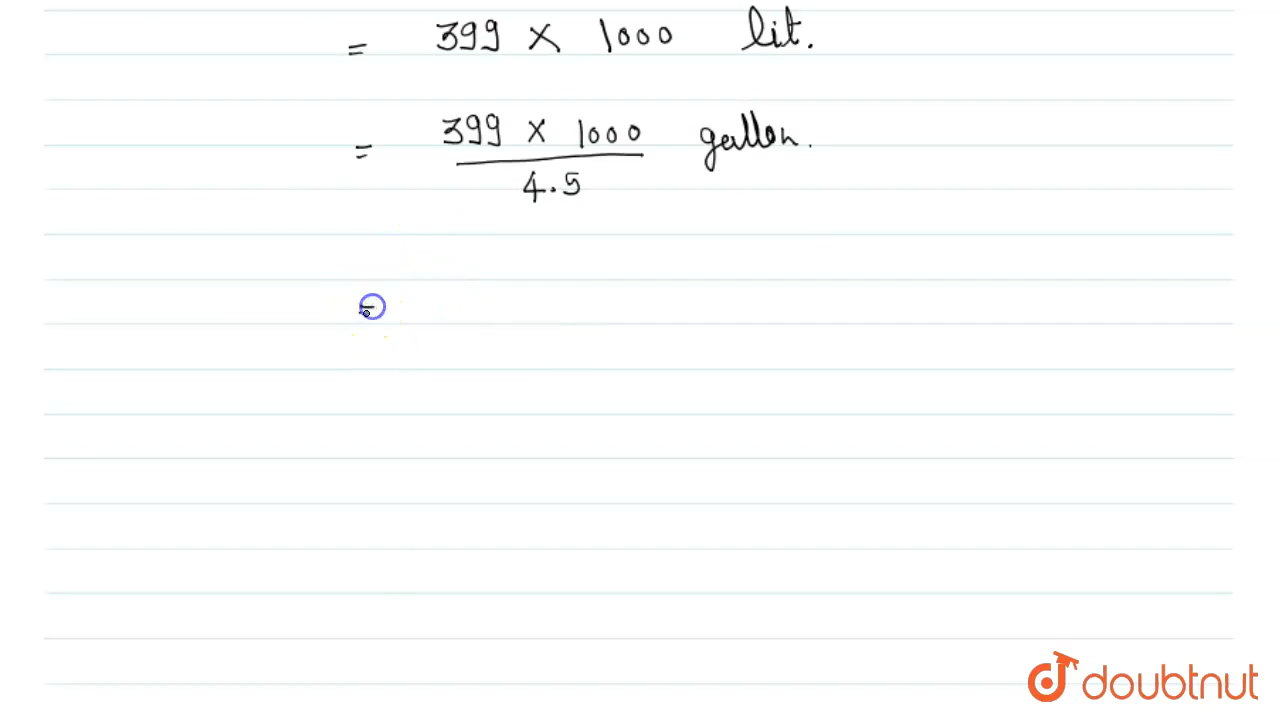 = 399 × 1000 lit.
= 399 × 1000 gallon.
4.5
=
doubtnut